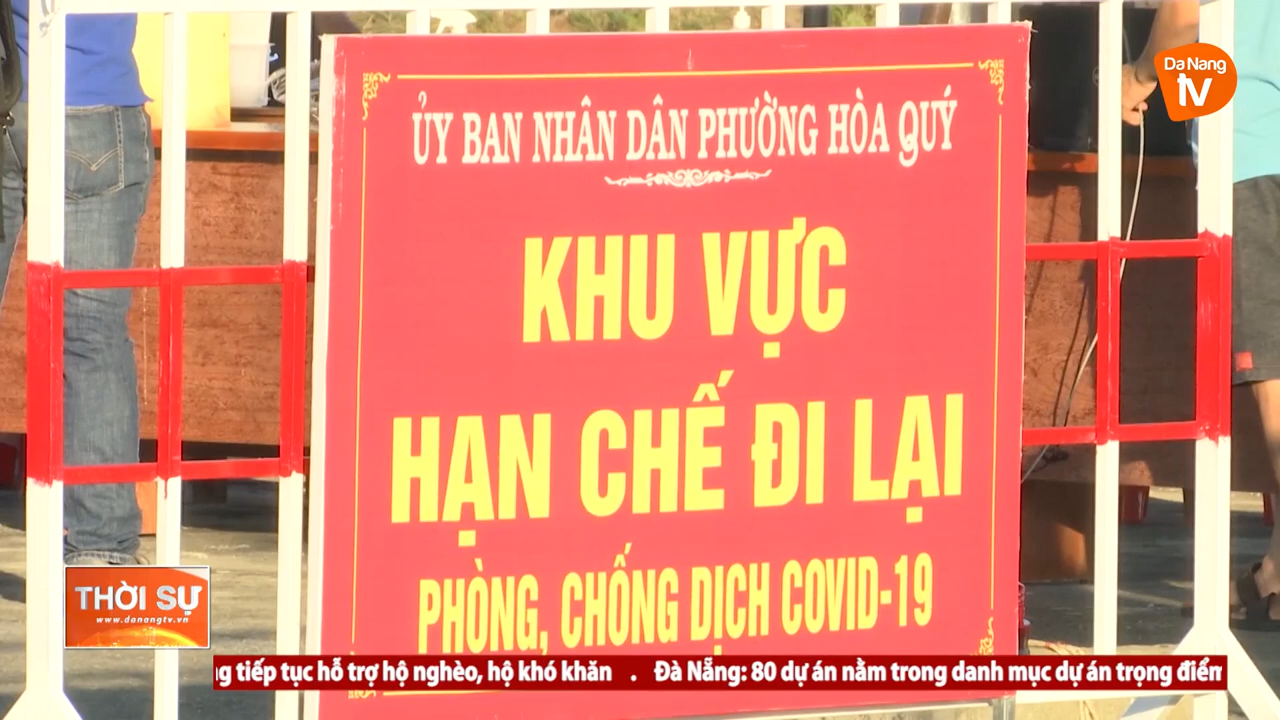 Da Nang
tv
ỦY BAN NHÂN DÂN PHƯỜNG HÒA QUÝ
KHU VỰC
HẠN CHẾ ĐI LẠI
PHÒNG, CHỐNG DỊCH COVID-19
THỜI SỰ
www.danangtv.vn
tiếp tục hỗ trợ hộ nghèo, hộ khó khăn . Đà Nẵng: 80 dự án nằm trong danh mục dự án trọng điểm